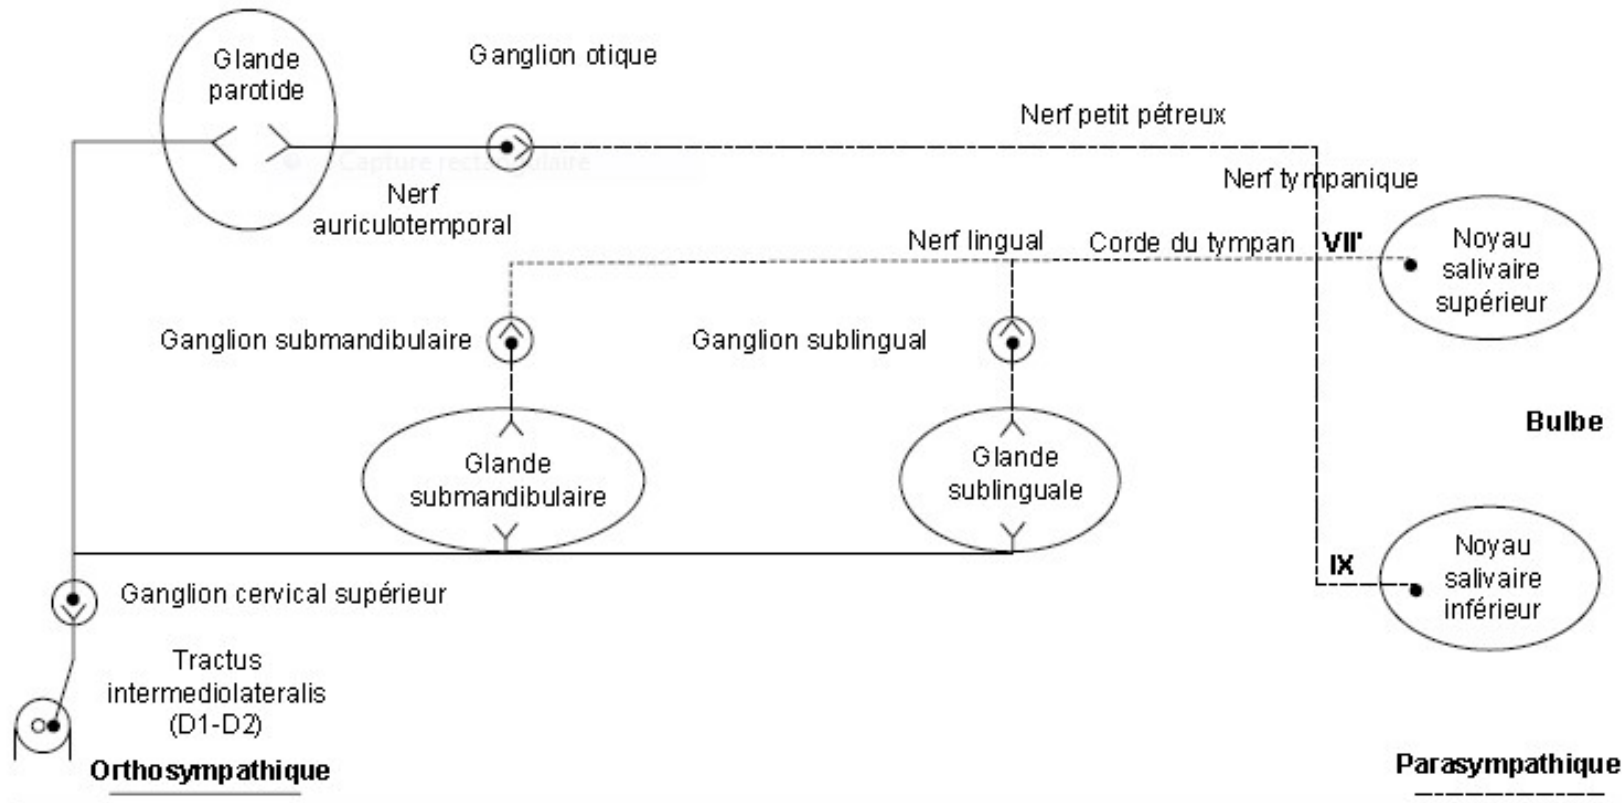 Glande
parotide
Ganglion otique
Nerf petit pétreux
Capture rectangulaire
Nerf
auriculotemporal
Nerf tympanique
Nerf lingual
Corde du tympan
VII'
Noyau
salivaire
supérieur
Ganglion submandibulaire
Ganglion sublingual
Bulbe
Glande
submandibulaire
Glande
sublinguale
IX
Noyau
salivaire
inférieur
Ganglion cervical supérieur
Tractus
intermediolateralis
(D1-D2)
Orthosympathique
Parasympathique